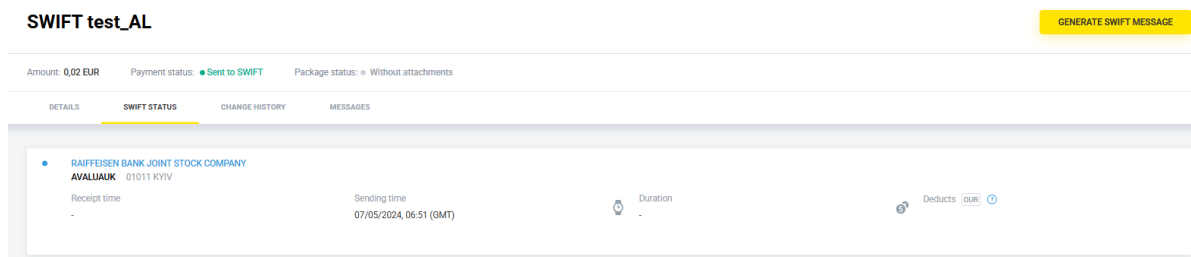 SWIFT test_AL
GENERATE SWIFT MESSAGE
Amount: 0,02 EUR Payment status: Sent to SWIFT Package status: Without attachments
DETAILS SWIFT STATUS CHANGE HISTORY MESSAGES
RAIFFEISEN BANK JOINT STOCK COMPANY
AVALUAUK 01011 KYIV
Receipt time Sending time Duration Deducts OUR ?
- 07/05/2024, 06:51 (GMT) -